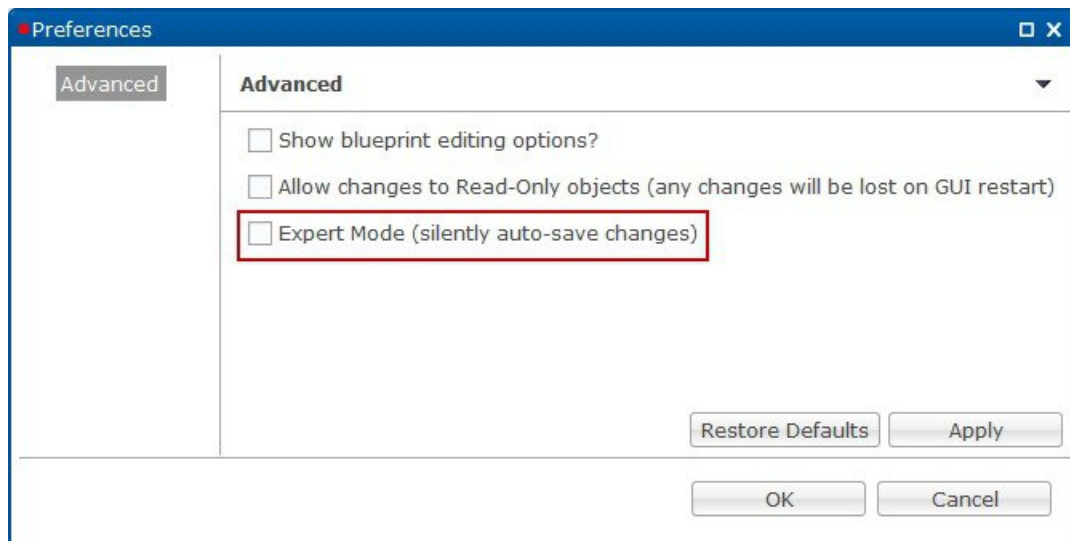 Preferences
Advanced
Advanced
Show blueprint editing options?
Allow changes to Read-Only objects (any changes will be lost on GUI restart)
Expert Mode (silently auto-save changes)
Restore Defaults
Apply
OK
Cancel